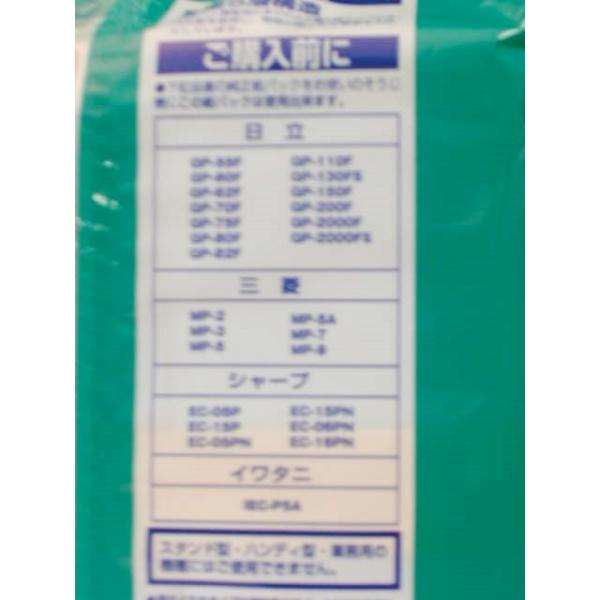 ご購入前に
●下記品番の純正紙パックをお使いのそうじ
機にこの紙パックは使用出来ます。
日立
GP-55F GP-110F
GP-60F GP-130FS
GP-62F GP-150F
GP-70F GP-200F
GP-75F GP-2000F
GP-80F GP-2000FS
GP-82F
三菱
MP-2 MP-5A
MP-3 MP-7
MP-5 MP-9
シャープ
EC-05P EC-15PN
EC-15P EC-06PN
EC-05PN EC-16PN
イワタニ
IEC-PSA
スタンド型・ハンディ型・業務用の
機種にはご使用できません。